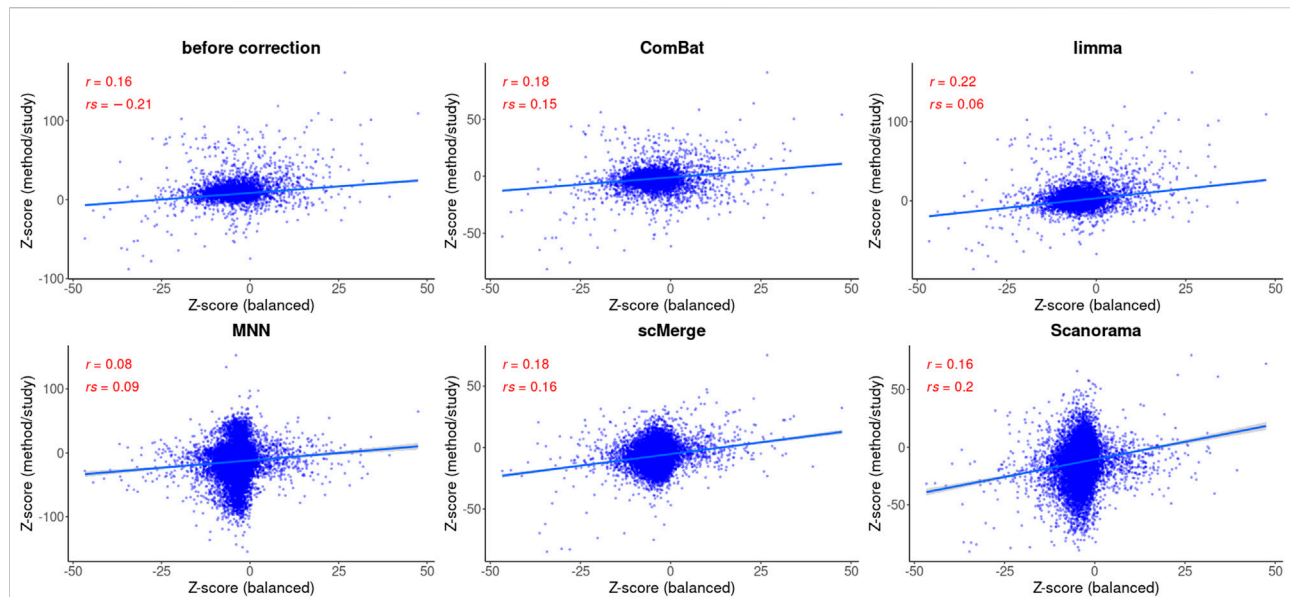 before correction
r = 0.16
rs = −0.21
100
0
-100
-50
-25
0
25
50
Z-score (method/study)
Z-score (balanced)
ComBat
r = 0.18
rs = 0.15
50
0
-50
-50
-25
0
25
50
Z-score (method/study)
Z-score (balanced)
limma
r = 0.22
rs = 0.06
100
0
-50
-25
0
25
50
Z-score (method/study)
Z-score (balanced)
MNN
r = 0.08
rs = 0.09
100
0
-100
-50
-25
0
25
50
Z-score (method/study)
Z-score (balanced)
scMerge
r = 0.18
rs = 0.16
50
0
-50
-50
-25
0
25
50
Z-score (method/study)
Z-score (balanced)
Scanorama
r = 0.16
rs = 0.2
50
0
-50
-50
-25
0
25
50
Z-score (method/study)
Z-score (balanced)